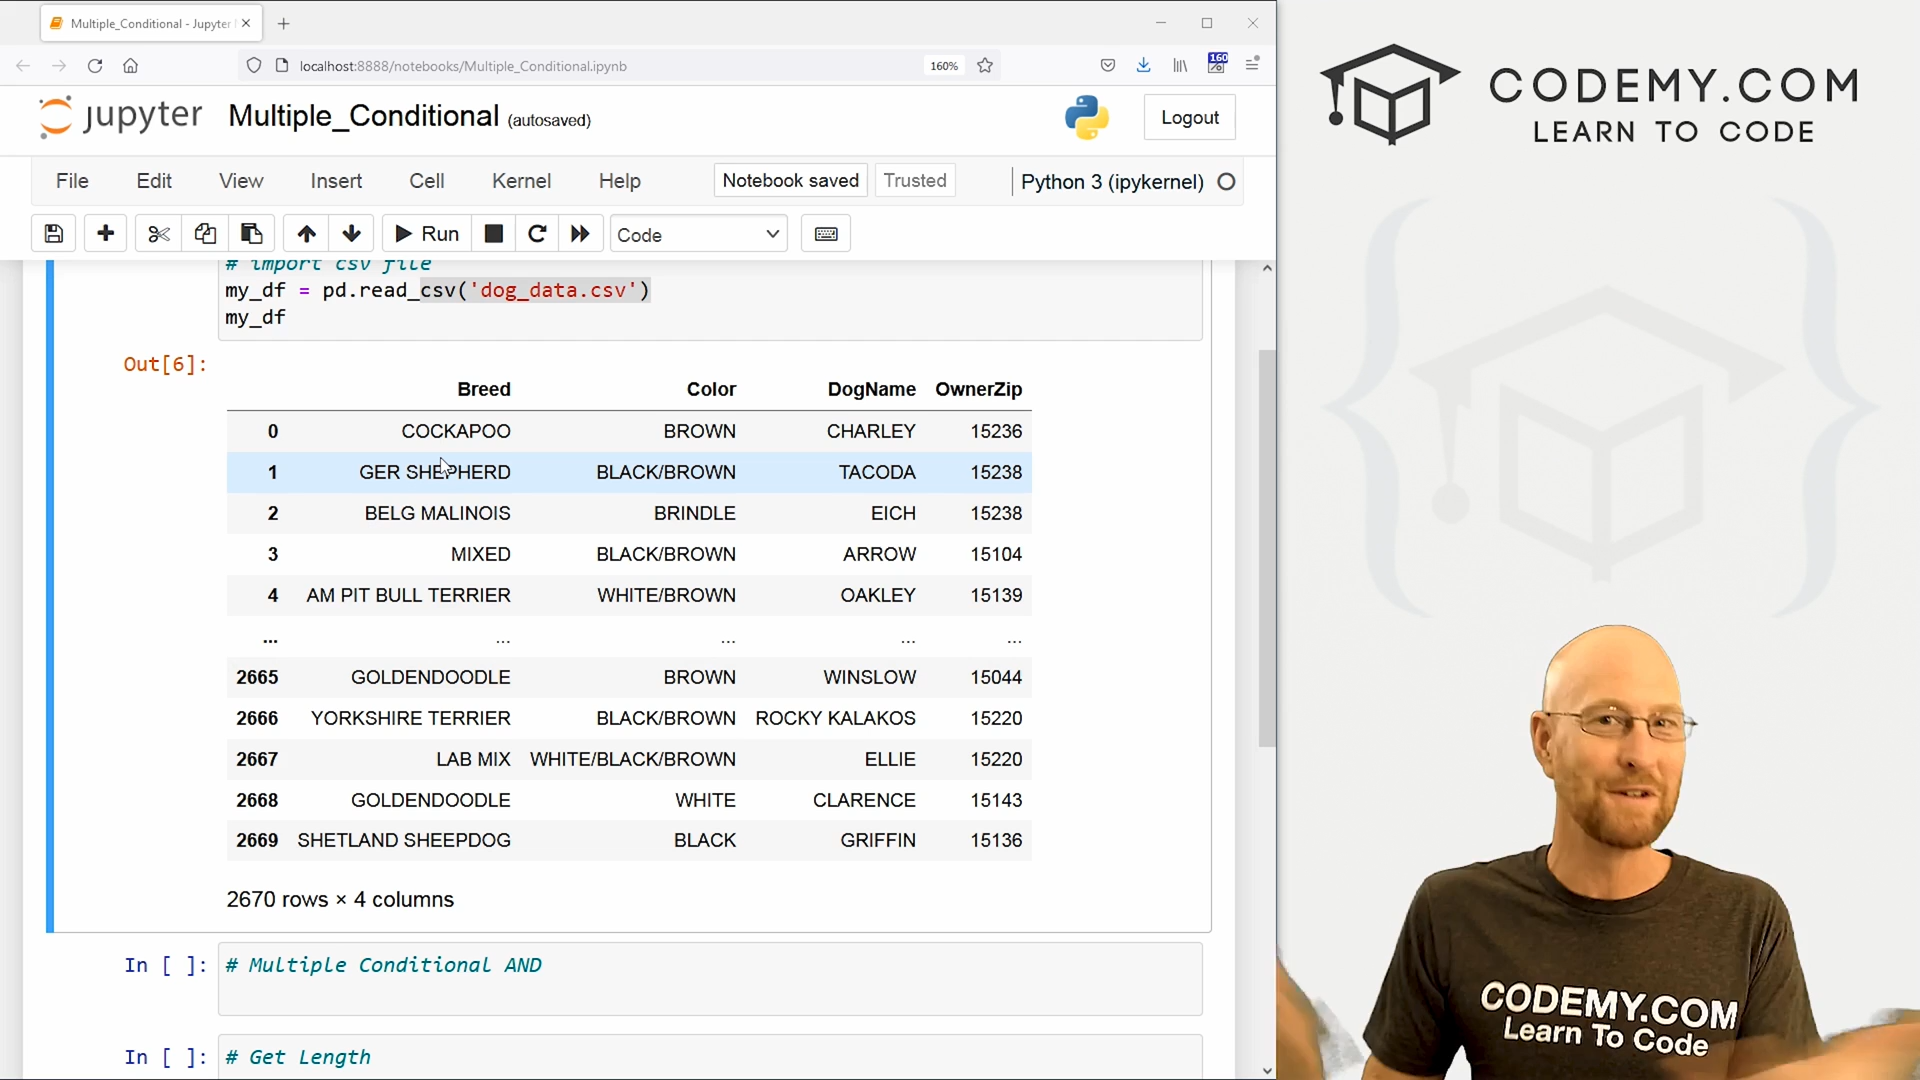 Multiple_Conditional - Jupyter
localhost:8888/notebooks/Multiple_Conditional.ipynb
160%
160
jupyter Multiple_Conditional (autosaved)
Logout
File Edit View Insert Cell Kernel Help
Notebook saved
Trusted
Python 3 (ipykernel)
Run
Code
# import csv file
my_df = pd.read_csv('dog_data.csv')
my_df
Out[6]:
Breed Color DogName OwnerZip
0 COCKAPOO BROWN CHARLEY 15236
1 GER SHEPHERD BLACK/BROWN TACODA 15238
2 BELG MALINOIS BRINDLE EICH 15238
3 MIXED BLACK/BROWN ARROW 15104
4 AM PIT BULL TERRIER WHITE/BROWN OAKLEY 15139
... ... ... ... ...
2665 GOLDENDOODLE BROWN WINSLOW 15044
2666 YORKSHIRE TERRIER BLACK/BROWN ROCKY KALAKOS 15220
2667 LAB MIX WHITE/BLACK/BROWN ELLIE 15220
2668 GOLDENDOODLE WHITE CLARENCE 15143
2669 SHETLAND SHEEPDOG BLACK GRIFFIN 15136
2670 rows × 4 columns
In [ ]: # Multiple Conditional AND
In [ ]: # Get Length
CODEMY.COM
LEARN TO CODE
CODEMY.COM
Learn To Code